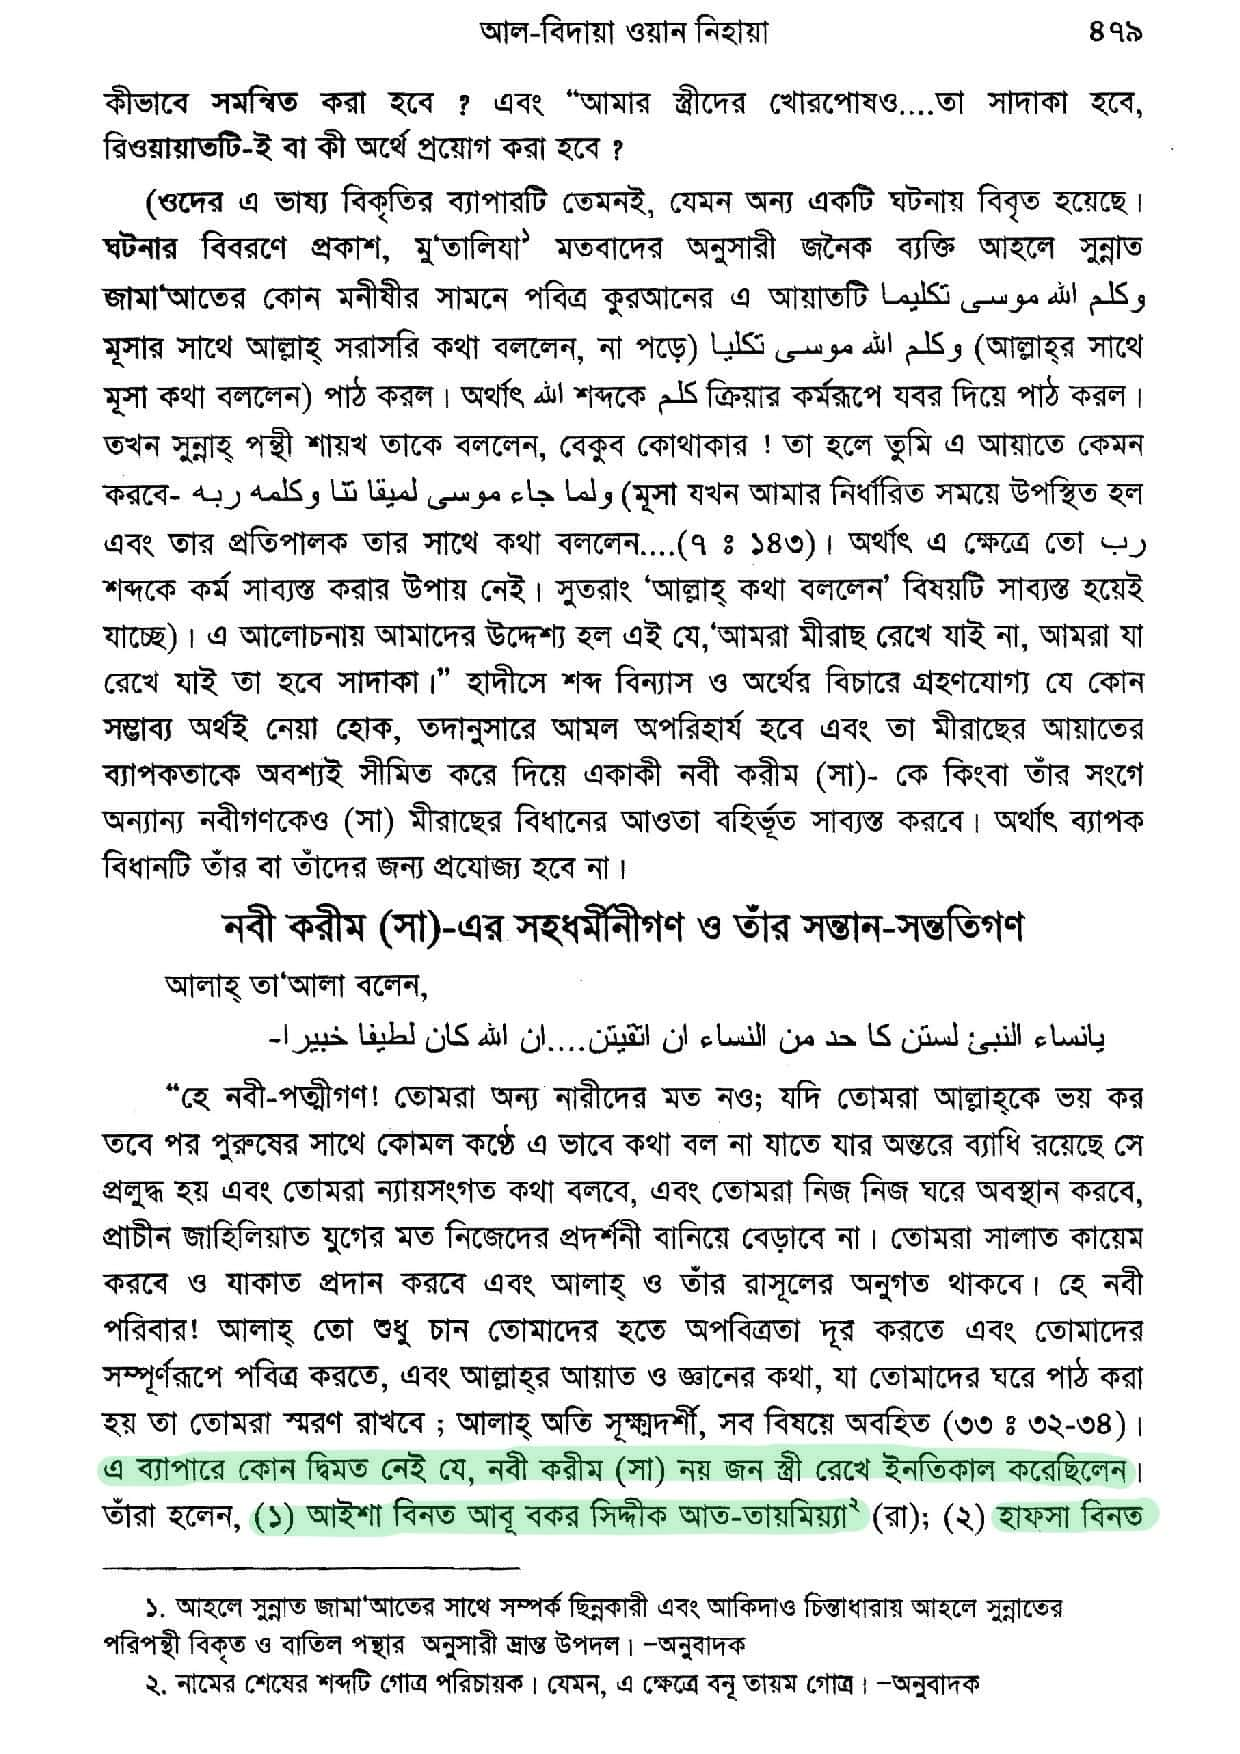 আল-বিদায়া ওয়ান নিহায়া ৪৭৯
কীভাবে সমন্বিত করা হবে ? এবং “আমার স্ত্রীদের খোরপোষও....তা সাদাকা হবে,
রিওয়ায়াতটি-ই বা কী অর্থে প্রয়োগ করা হবে ?
(ওদের এ ভাষ্য বিকৃতির ব্যাপারটি তেমনই, যেমন অন্য একটি ঘটনায় বিবৃত হয়েছে।
ঘটনার বিবরণে প্রকাশ, মু‘তালিযা১ মতবাদের অনুসারী জনৈক ব্যক্তি আহলে সুন্নাত
জামা‘আতের কোন মনীষীর সামনে পবিত্র কুরআনের এ আয়াতটি وكلم الله موسى تكليما
মূসার সাথে আল্লাহ্ সরাসরি কথা বললেন, না পড়ে) وكلم الله موسى تكليا (আল্লাহ্‌র সাথে
মূসা কথা বললেন) পাঠ করল। অর্থাৎ الله শব্দকে كلم ক্রিয়ার কর্মরূপে যবর দিয়ে পাঠ করল।
তখন সুন্নাহ্ পন্থী শায়খ তাকে বললেন, বেকুব কোথাকার ! তা হলে তুমি এ আয়াতে কেমন
করবে- ولما جاء موسى لميقا تنا وكلمه ربه (মূসা যখন আমার নির্ধারিত সময়ে উপস্থিত হল
এবং তার প্রতিপালক তার সাথে কথা বললেন....(৭ ঃ ১৪৩)। অর্থাৎ এ ক্ষেত্রে তো رب
শব্দকে কর্ম সাব্যস্ত করার উপায় নেই। সুতরাং ‘আল্লাহ্ কথা বললেন’ বিষয়টি সাব্যস্ত হয়েই
যাচ্ছে)। এ আলোচনায় আমাদের উদ্দেশ্য হল এই যে,‘আমরা মীরাছ রেখে যাই না, আমরা যা
রেখে যাই তা হবে সাদাকা।” হাদীসে শব্দ বিন্যাস ও অর্থের বিচারে গ্রহণযোগ্য যে কোন
সম্ভাব্য অর্থই নেয়া হোক, তদানুসারে আমল অপরিহার্য হবে এবং তা মীরাছের আয়াতের
ব্যাপকতাকে অবশ্যই সীমিত করে দিয়ে একাকী নবী করীম (সা)- কে কিংবা তাঁর সংগে
অন্যান্য নবীগণকেও (সা) মীরাছের বিধানের আওতা বহির্ভূত সাব্যস্ত করবে। অর্থাৎ ব্যাপক
বিধানটি তাঁর বা তাঁদের জন্য প্রযোজ্য হবে না।
নবী করীম (সা)-এর সহধর্মীনীগণ ও তাঁর সন্তান-সন্ততিগণ
আলাহ্ তা‘আলা বলেন,
يانساء النبئ لستن كا حد من النساء ان اتقيتن....ان الله كان لطيفا خبيرا-
“হে নবী-পত্মীগণ! তোমরা অন্য নারীদের মত নও; যদি তোমরা আল্লাহ্‌কে ভয় কর
তবে পর পুরুষের সাথে কোমল কণ্ঠে এ ভাবে কথা বল না যাতে যার অন্তরে ব্যাধি রয়েছে সে
প্রলুদ্ধ হয় এবং তোমরা ন্যায়সংগত কথা বলবে, এবং তোমরা নিজ নিজ ঘরে অবস্থান করবে,
প্রাচীন জাহিলিয়াত যুগের মত নিজেদের প্রদর্শনী বানিয়ে বেড়াবে না। তোমরা সালাত কায়েম
করবে ও যাকাত প্রদান করবে এবং আলাহ্ ও তাঁর রাসূলের অনুগত থাকবে। হে নবী
পরিবার! আলাহ্ তো শুধু চান তোমাদের হতে অপবিত্রতা দূর করতে এবং তোমাদের
সম্পূর্ণরূপে পবিত্র করতে, এবং আল্লাহ্‌র আয়াত ও জ্ঞানের কথা, যা তোমাদের ঘরে পাঠ করা
হয় তা তোমরা স্মরণ রাখবে ; আলাহ্ অতি সূক্ষ্মদর্শী, সব বিষয়ে অবহিত (৩৩ ঃ ৩২-৩৪)।
এ ব্যাপারে কোন দ্বিমত নেই যে, নবী করীম (সা) নয় জন স্ত্রী রেখে ইনতিকাল করেছিলেন।
তাঁরা হলেন, (১) আইশা বিনত আবূ বকর সিদ্দীক আত-তায়মিয়্যা২ (রা); (২) হাফসা বিনত
১. আহলে সুন্নাত জামা‘আতের সাথে সম্পর্ক ছিন্নকারী এবং আকিদাও চিন্তাধারায় আহলে সুন্নাতের
পরিপন্থী বিকৃত ও বাতিল পন্থার অনুসারী ভ্রান্ত উপদল। –অনুবাদক
২. নামের শেষের শব্দটি গোত্র পরিচায়ক। যেমন, এ ক্ষেত্রে বনূ তায়ম গোত্র। –অনুবাদক